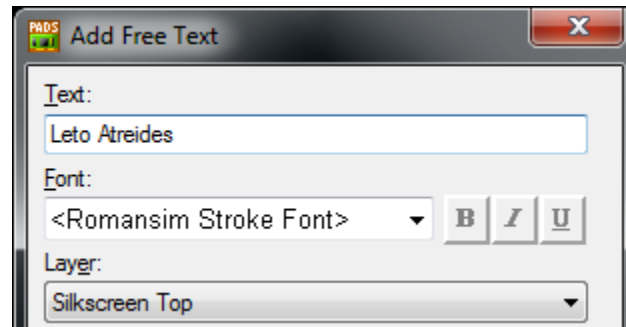 PADS
Add Free Text
Text:
Leto Atreides
Font:
<Romansim Stroke Font>
B I U
Layer:
Silkscreen Top